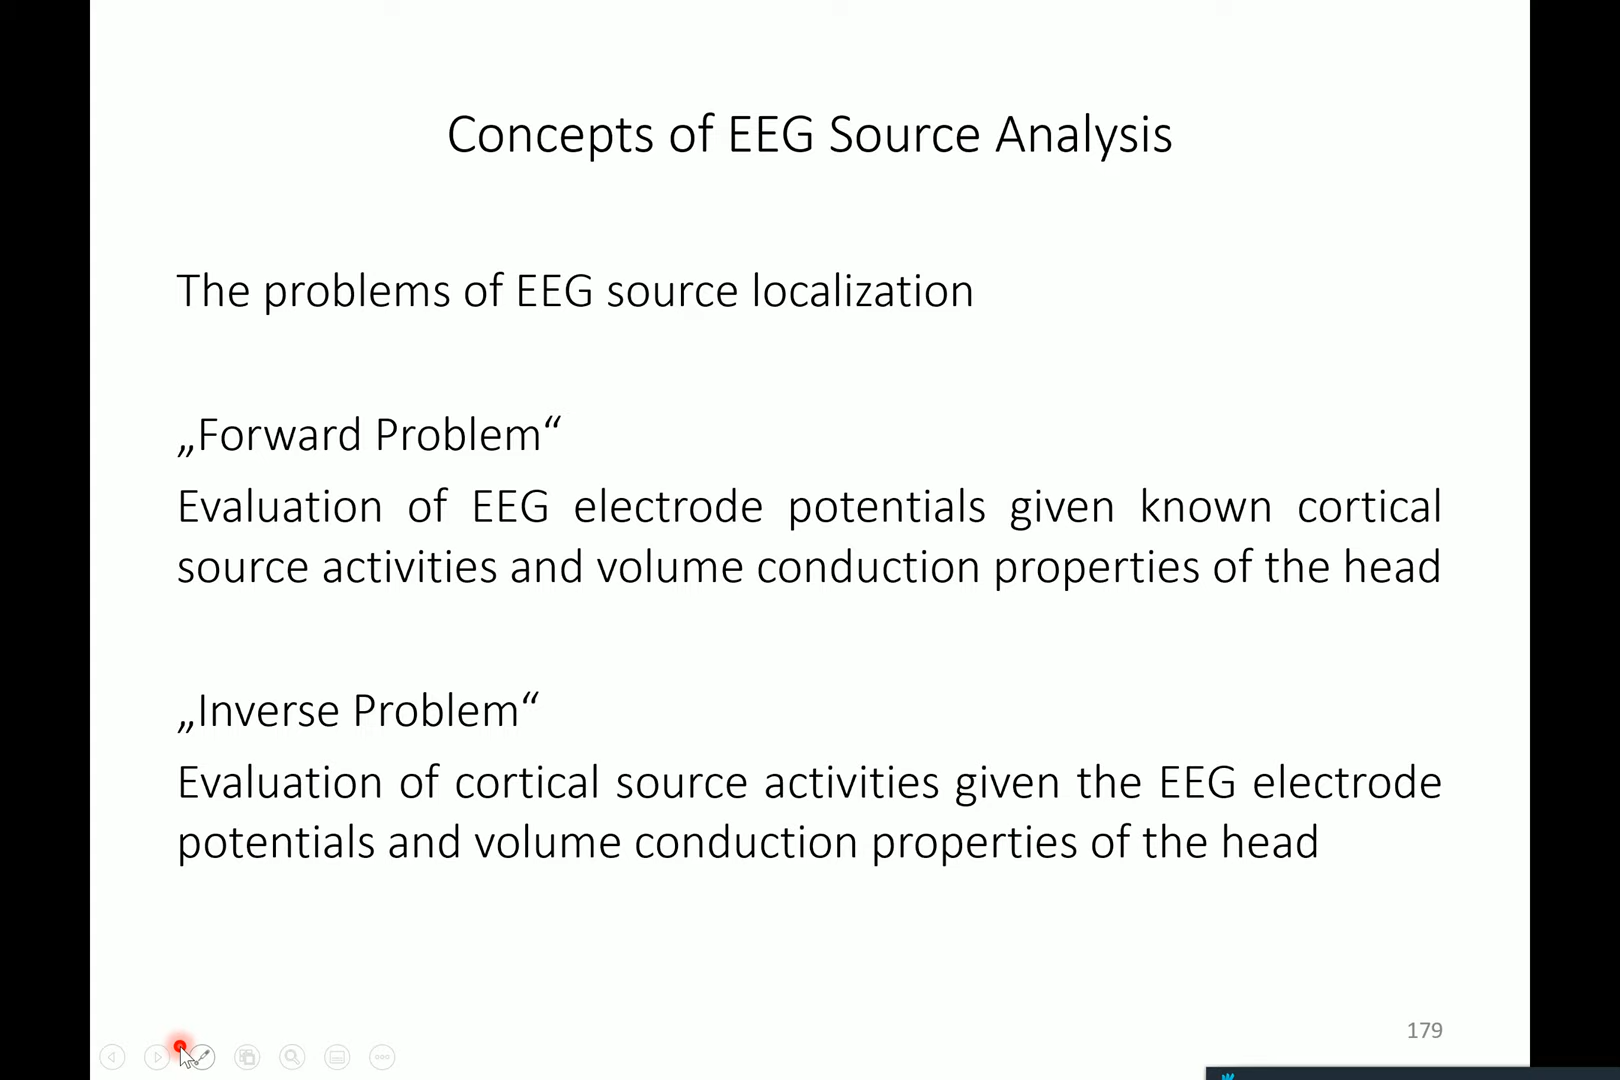 Concepts of EEG Source Analysis
The problems of EEG source localization
„Forward Problem“
Evaluation of EEG electrode potentials given known cortical
source activities and volume conduction properties of the head
„Inverse Problem“
Evaluation of cortical source activities given the EEG electrode
potentials and volume conduction properties of the head
179